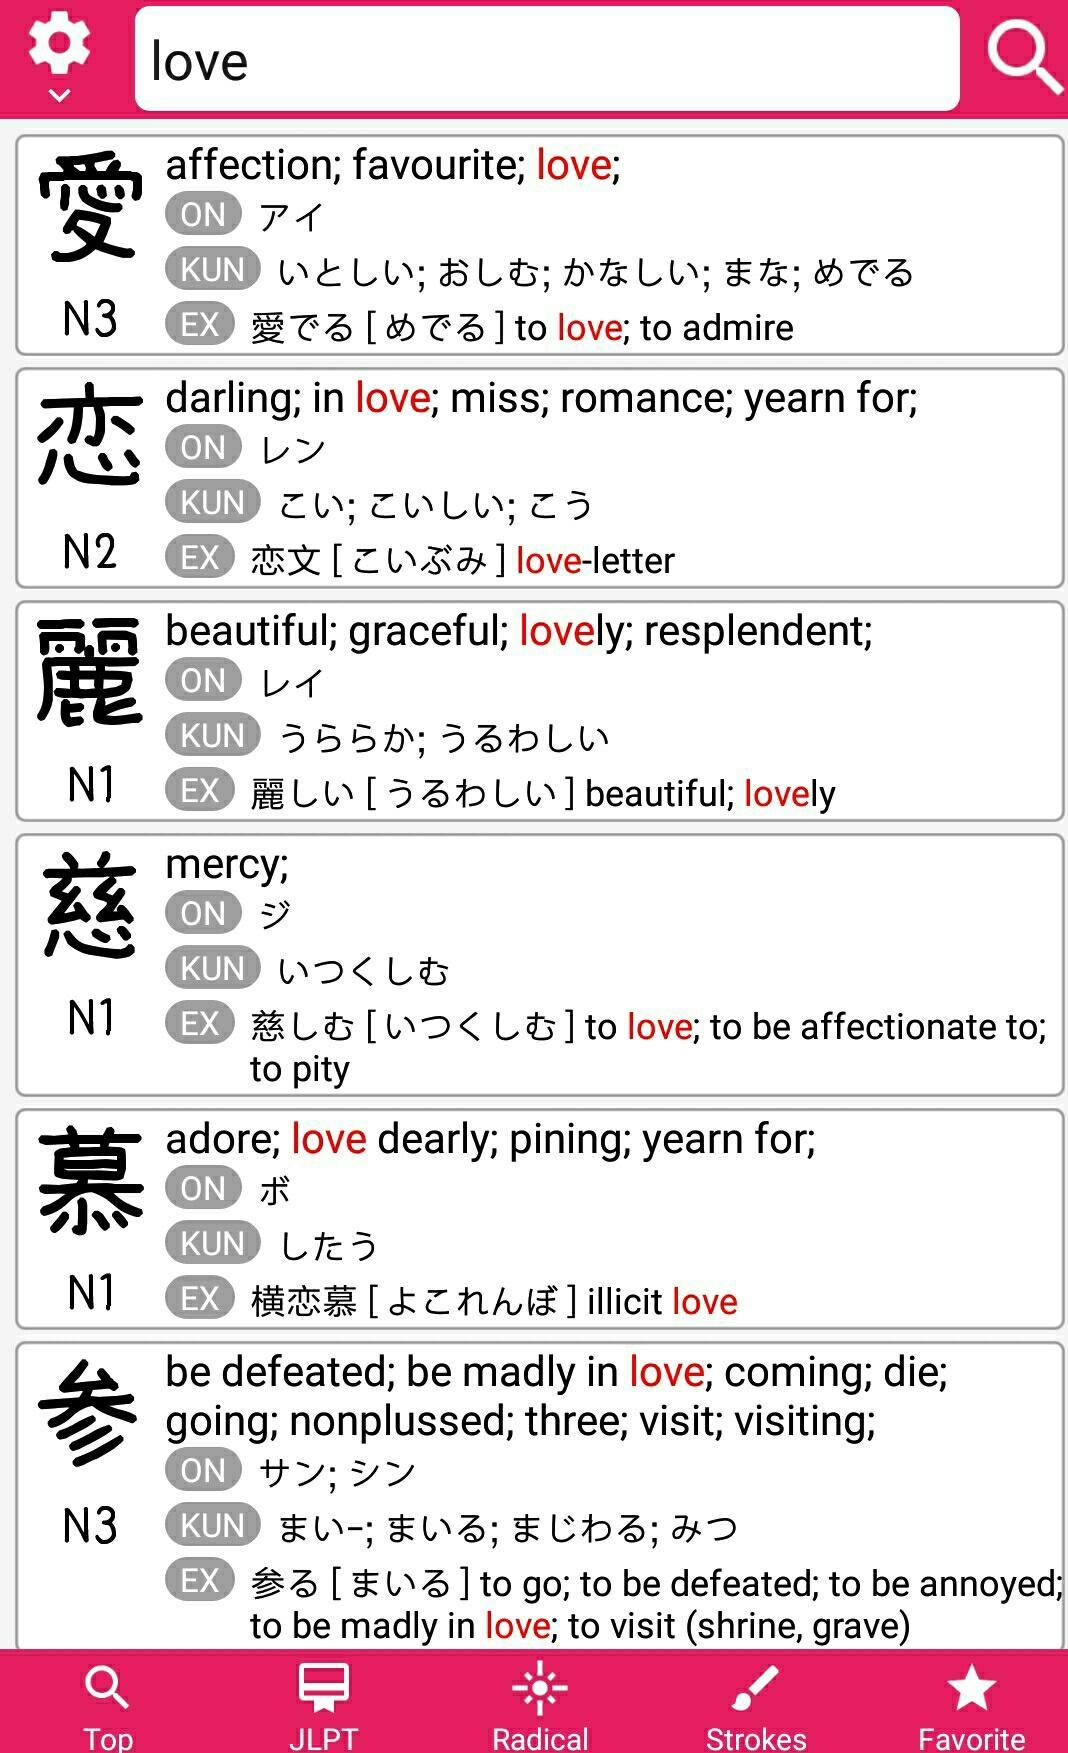 love
愛
affection; favourite; love;
ON アイ
KUN いとしい; おしむ; かなしい; まな; めでる
N3
EX 愛でる [ めでる ] to love; to admire
恋
darling; in love; miss; romance; yearn for;
ON レン
KUN こい; こいしい; こう
N2
EX 恋文 [ こいぶみ ] love-letter
麗
beautiful; graceful; lovely; resplendent;
ON レイ
KUN うららか; うるわしい
N1
EX 麗しい [ うるわしい ] beautiful; lovely
慈
mercy;
ON ジ
KUN いつくしむ
N1
EX 慈しむ [ いつくしむ ] to love; to be affectionate to;
to pity
慕
adore; love dearly; pining; yearn for;
ON ボ
KUN したう
N1
EX 横恋慕 [ よこれんぼ ] illicit love
参
be defeated; be madly in love; coming; die;
going; nonplussed; three; visit; visiting;
ON サン; シン
KUN まい-; まいる; まじわる; みつ
N3
EX 参る [ まいる ] to go; to be defeated; to be annoyed;
to be madly in love; to visit (shrine, grave)
Top JLPT Radical Strokes Favorite